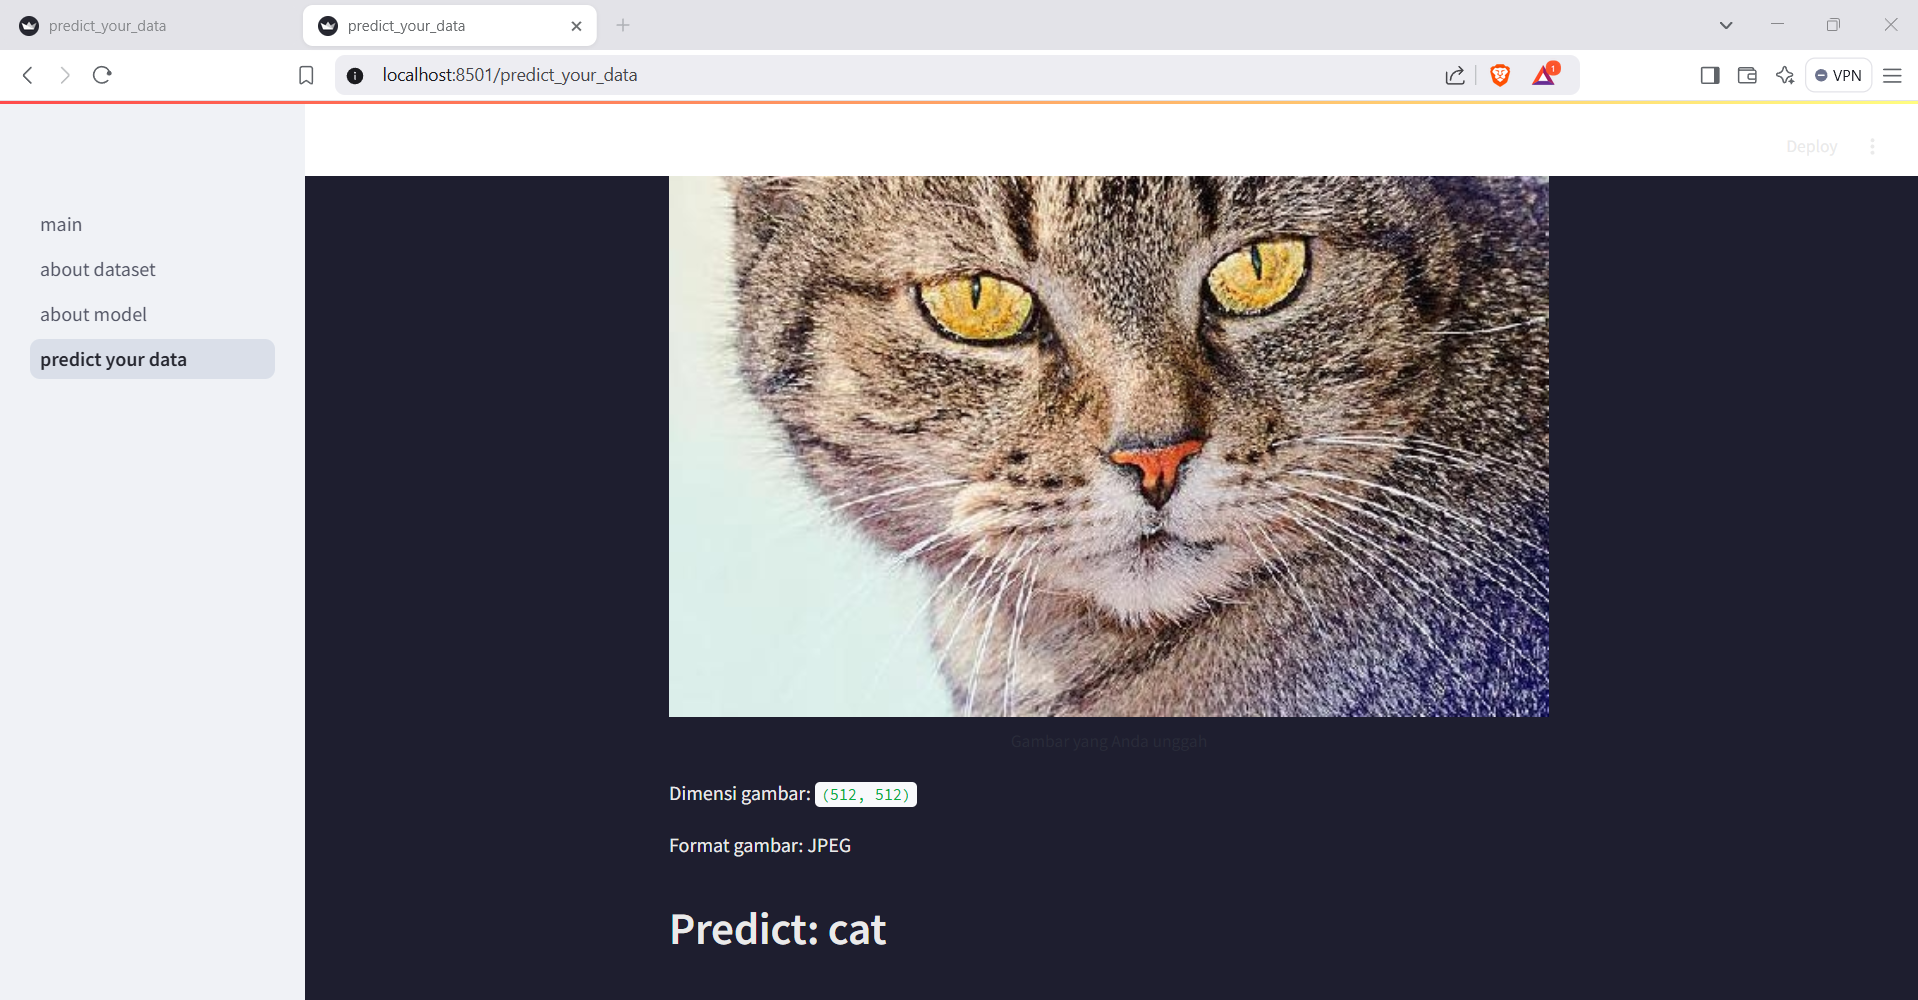 predict_your_data
predict_your_data
localhost:8501/predict_your_data
1
VPN
Deploy
main
about dataset
about model
predict your data
Gambar yang Anda unggah
Dimensi gambar: (512, 512)
Format gambar: JPEG
Predict: cat